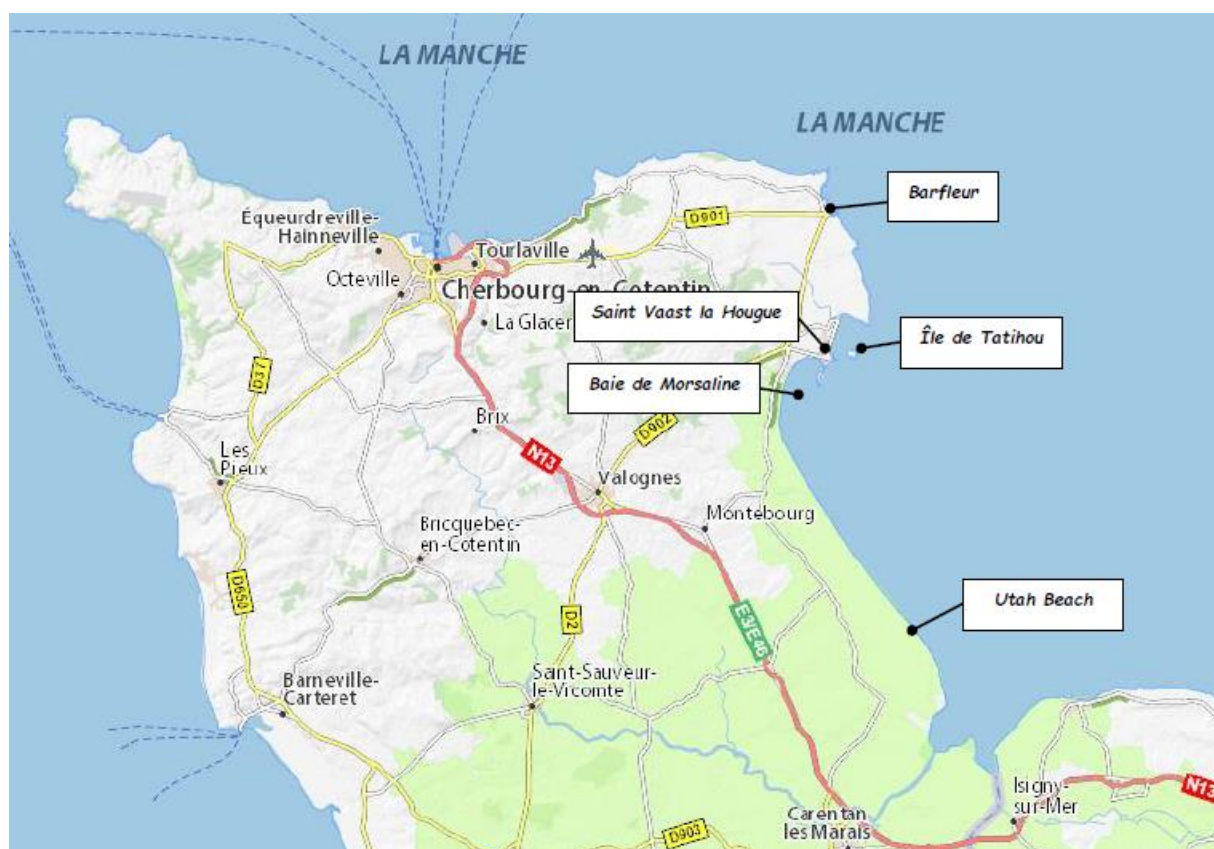 LA MANCHE
LA MANCHE
Barfleur
D901
Équeurdreville-
Hainneville
Tourlaville
Octeville
Cherbourg-en-Cotentin
La Glacer
Saint Vaast la Hougue
Île de Tatihou
Baie de Morsaline
D37
D902
Brix
N13
Les
Pieux
Valognes
Montebourg
Bricquebec-
en-Cotentin
D650
D2
E3/E46
Utah Beach
Saint-Sauveur-
le-Vicomte
Barneville-
Carteret
Isigny-
sur-Mer
N13
Carentan
les Marais
D903